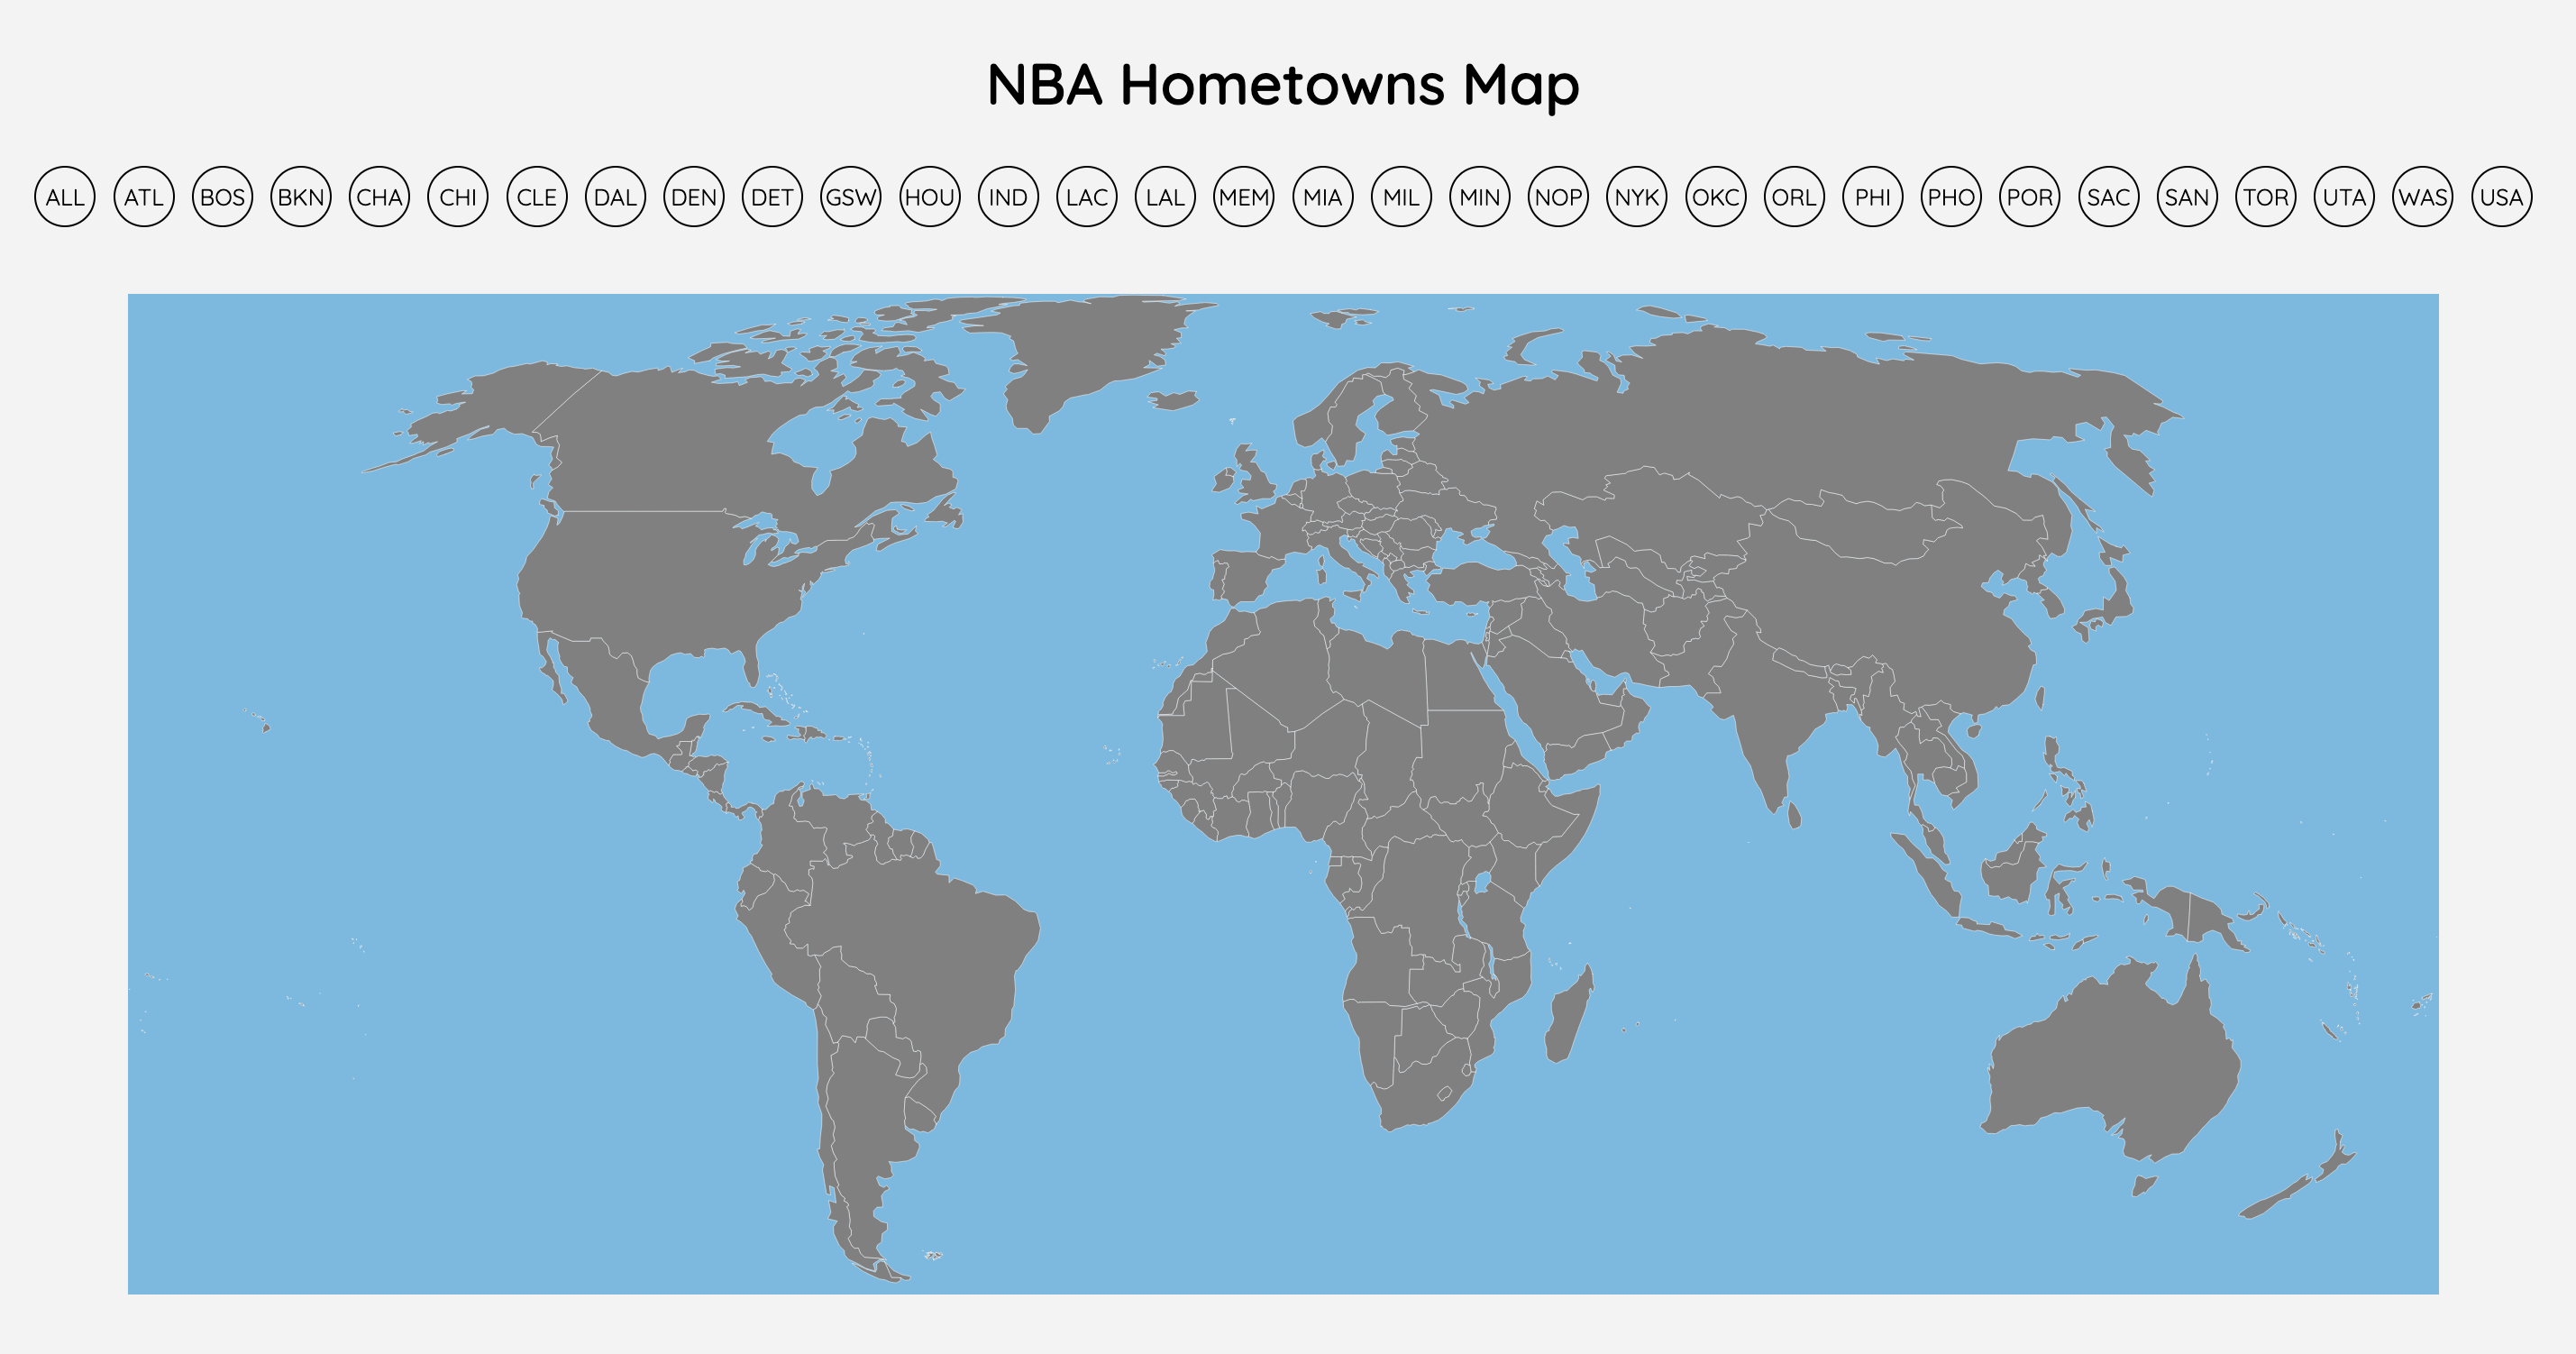 NBA Hometowns Map
ALL ATL BOS BKN CHA CHI CLE DAL DEN DET GSW HOU IND LAC LAL MEM MIA MIL MIN NOP NYK OKC ORL PHI PHO POR SAC SAN TOR UTA WAS USA